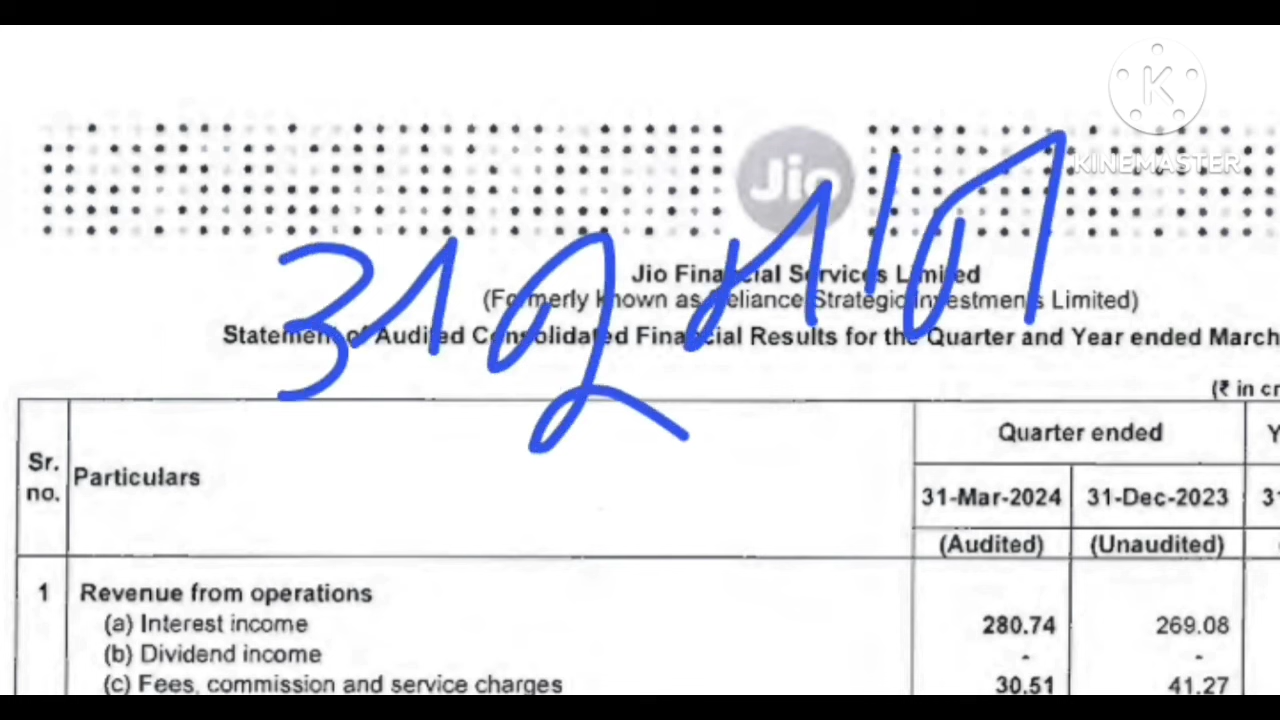 KINEMASTER
Jio
Jio Financial Services Limited
(Formerly known as Reliance Strategic Investments Limited)
Statement of Audited Consolidated Financial Results for the Quarter and Year ended March
(₹ in cr
Sr. no. Particulars Quarter ended Y
31-Mar-2024 31-Dec-2023 31
(Audited) (Unaudited) (
1 Revenue from operations
(a) Interest income 280.74 269.08
(b) Dividend income - -
(c) Fees, commission and service charges 30.51 41.27